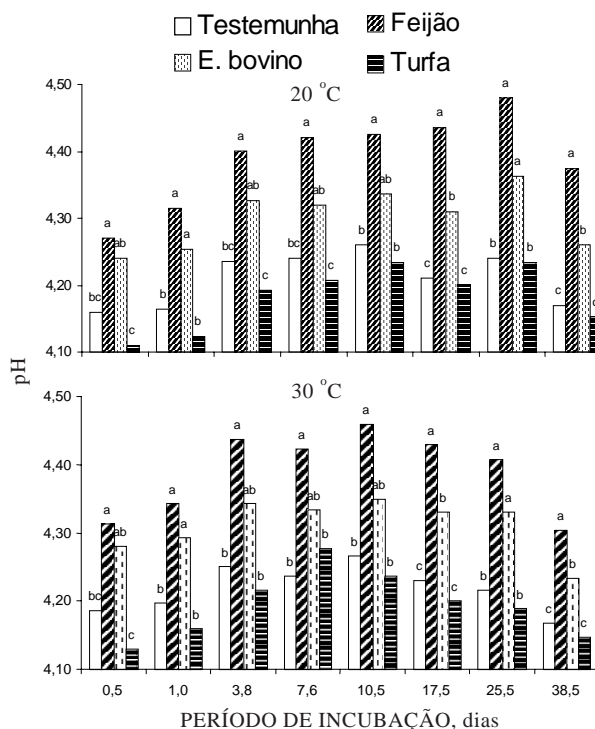 Testemunha Feijão
E. bovino Turfa
20 °C
4,50
4,40
4,30
4,20
4,10
bc a ab c
b a a b
bc a ab c
b a ab b
b a ab b
c a b c
b a a b
c a b c
pH
30 °C
4,50
4,40
4,30
4,20
4,10
bc a ab c
b a a b
b a ab b
b a ab b
b a ab b
c a b c
b a a b
c a b c
0,5 1,0 3,8 7,6 10,5 17,5 25,5 38,5
PERÍODO DE INCUBAÇÃO, dias